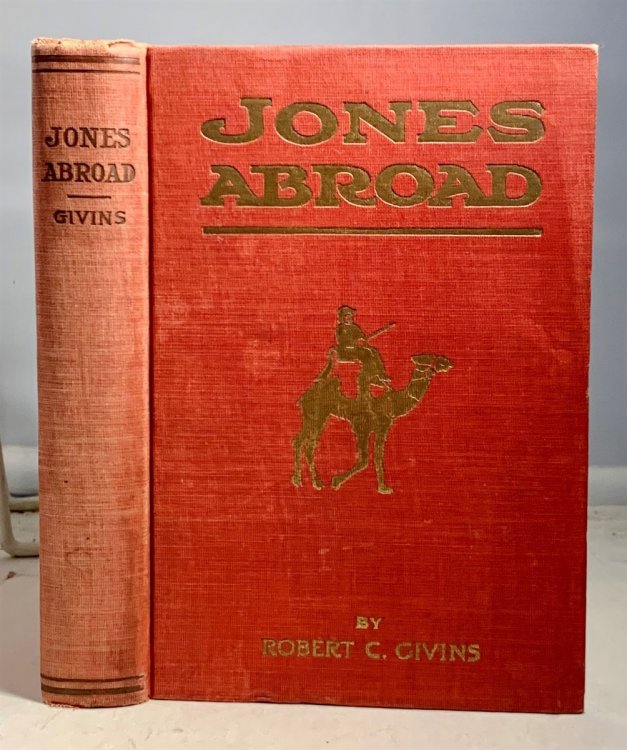 JONES
ABROAD
GIVINS
JONES
ABROAD
BY
ROBERT C. GIVINS